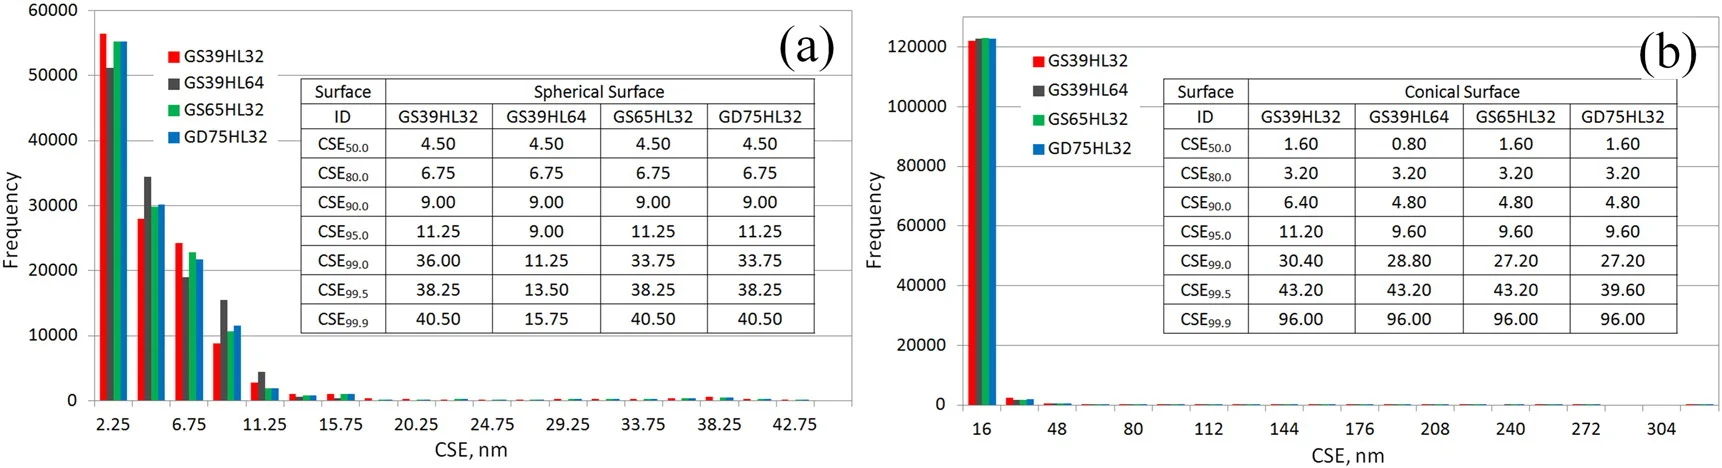 (a)
60000
50000
40000
30000
20000
10000
0
Frequency
GS39HL32
GS39HL64
GS65HL32
GD75HL32
Surface Spherical Surface
ID GS39HL32 GS39HL64 GS65HL32 GD75HL32
CSE50.0 4.50 4.50 4.50 4.50
CSE80.0 6.75 6.75 6.75 6.75
CSE90.0 9.00 9.00 9.00 9.00
CSE95.0 11.25 9.00 11.25 11.25
CSE99.0 36.00 11.25 33.75 33.75
CSE99.5 38.25 13.50 38.25 38.25
CSE99.9 40.50 15.75 40.50 40.50
2.25 6.75 11.25 15.75 20.25 24.75 29.25 33.75 38.25 42.75
CSE, nm
(b)
120000
100000
80000
60000
40000
20000
0
Frequency
GS39HL32
GS39HL64
GS65HL32
GD75HL32
Surface Conical Surface
ID GS39HL32 GS39HL64 GS65HL32 GD75HL32
CSE50.0 1.60 0.80 1.60 1.60
CSE80.0 3.20 3.20 3.20 3.20
CSE90.0 6.40 4.80 4.80 4.80
CSE95.0 11.20 9.60 9.60 9.60
CSE99.0 30.40 28.80 27.20 27.20
CSE99.5 43.20 43.20 43.20 39.60
CSE99.9 96.00 96.00 96.00 96.00
16 48 80 112 144 176 208 240 272 304
CSE, nm